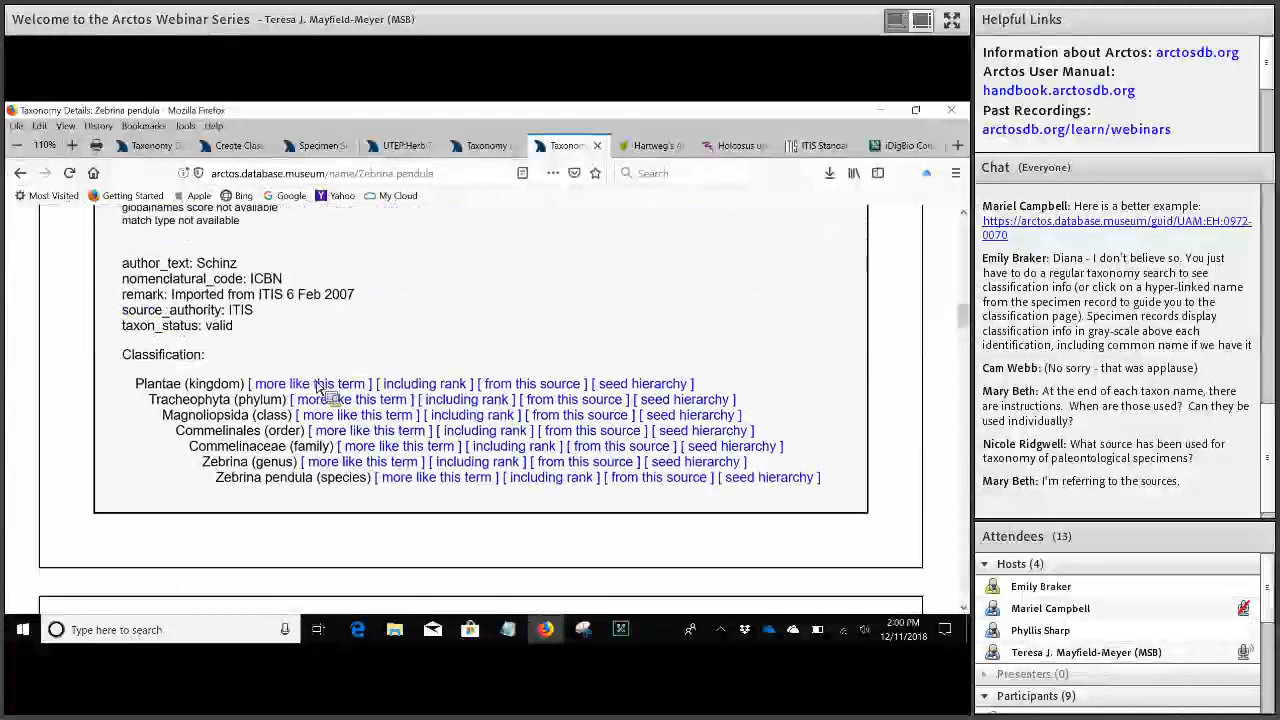 Welcome to the Arctos Webinar Series - Teresa J. Mayfield-Meyer (MSB)
Taxonomy Details: Zebrina pendula - Mozilla Firefox
File Edit View History Bookmarks Tools Help
110% Taxonomy D Create Clas Specimen S UTEP:Herb: Taxonomy Taxonomy Hartweg's Holcosus u ITIS Standa iDigBio Con
arctos.database.museum/name/Zebrina pendula
Search
Most Visited Getting Started Apple Bing Google Yahoo My Cloud
globalnames score not available
match type not available
author_text: Schinz
nomenclatural_code: ICBN
remark: Imported from ITIS 6 Feb 2007
source_authority: ITIS
taxon_status: valid
Classification:
Plantae (kingdom) [ more like this term ] [ including rank ] [ from this source ] [ seed hierarchy ]
Tracheophyta (phylum) [ more like this term ] [ including rank ] [ from this source ] [ seed hierarchy ]
Magnoliopsida (class) [ more like this term ] [ including rank ] [ from this source ] [ seed hierarchy ]
Commelinales (order) [ more like this term ] [ including rank ] [ from this source ] [ seed hierarchy ]
Commelinaceae (family) [ more like this term ] [ including rank ] [ from this source ] [ seed hierarchy ]
Zebrina (genus) [ more like this term ] [ including rank ] [ from this source ] [ seed hierarchy ]
Zebrina pendula (species) [ more like this term ] [ including rank ] [ from this source ] [ seed hierarchy ]
Type here to search
2:00 PM
12/11/2018
Helpful Links
Information about Arctos: arctosdb.org
Arctos User Manual:
handbook.arctosdb.org
Past Recordings:
arctosdb.org/learn/webinars
Chat (Everyone)
Mariel Campbell: Here is a better example:
https://arctos.database.museum/guid/UAM:EH:0972-
0070
Emily Braker: Diana - I don't believe so. You just
have to do a regular taxonomy search to see
classification info (or click on a hyper-linked name
from the specimen record to guide you to the
classification page). Specimen records display
classification info in gray-scale above each
identification, including common name if we have it
Cam Webb: (No sorry - that was applause)
Mary Beth: At the end of each taxon name, there
are instructions. When are those used? Can they be
used individually?
Nicole Ridgwell: What source has been used for
taxonomy of paleontological specimens?
Mary Beth: I'm referring to the sources.
Attendees (13)
Hosts (4)
Emily Braker
Mariel Campbell
Phyllis Sharp
Teresa J. Mayfield-Meyer (MSB)
Presenters (0)
Participants (9)